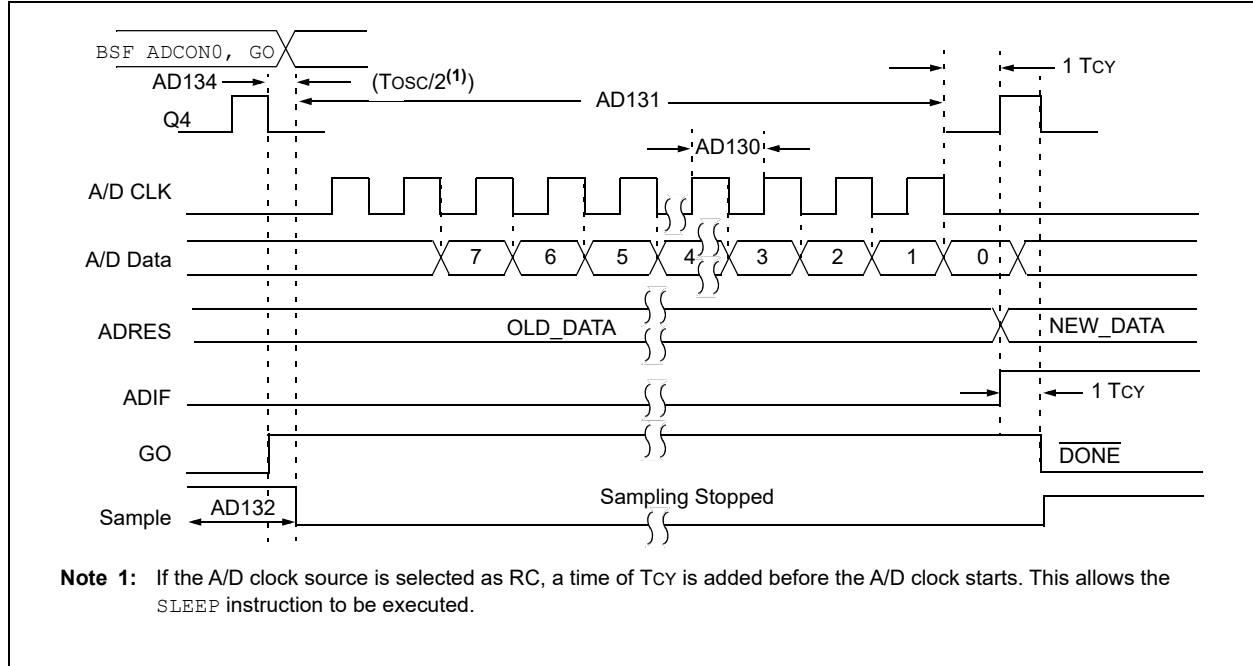 BSF ADCON0, GO
AD134
(TOSC/2(1))
1 TCY
AD131
Q4
AD130
A/D CLK
A/D Data
7 6 5 4 3 2 1 0
ADRES
OLD_DATA
NEW_DATA
ADIF
1 TCY
GO
DONE
Sample
AD132
Sampling Stopped
Note 1: If the A/D clock source is selected as RC, a time of TCY is added before the A/D clock starts. This allows the
SLEEP instruction to be executed.